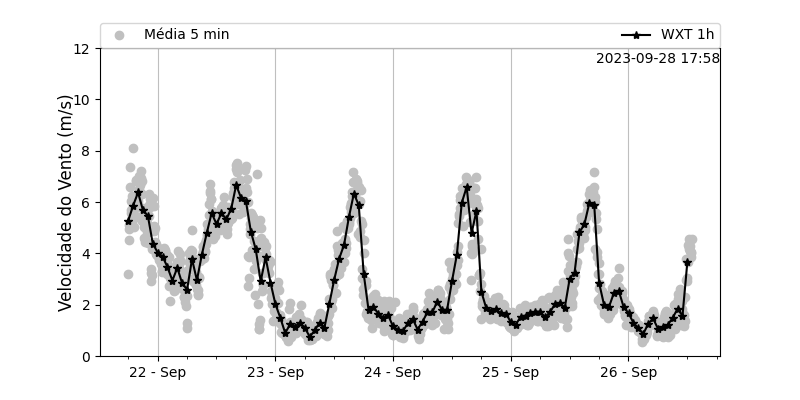 Média 5 min
WXT 1h
2023-09-28 17:58
Velocidade do Vento (m/s)
12
10
8
6
4
2
0
22 - Sep
23 - Sep
24 - Sep
25 - Sep
26 - Sep